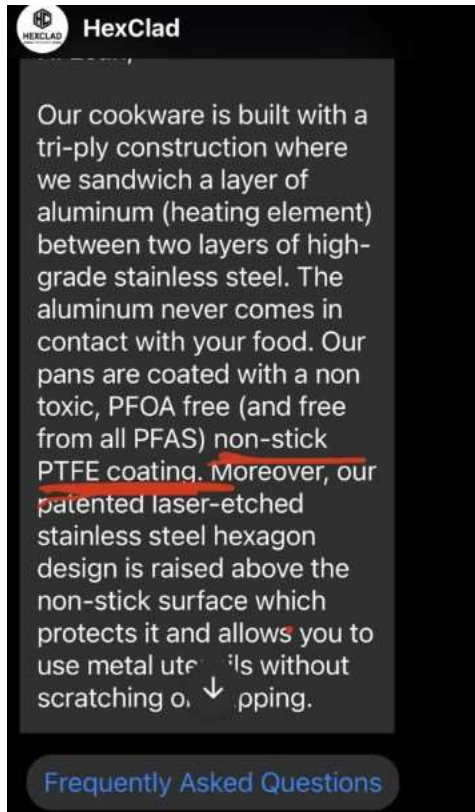 HEXCLAD
HexClad
Our cookware is built with a
tri-ply construction where
we sandwich a layer of
aluminum (heating element)
between two layers of high-
grade stainless steel. The
aluminum never comes in
contact with your food. Our
pans are coated with a non
toxic, PFOA free (and free
from all PFAS) non-stick
PTFE coating. Moreover, our
patented laser-etched
stainless steel hexagon
design is raised above the
non-stick surface which
protects it and allows you to
use metal without
scratching
Frequently Asked Questions